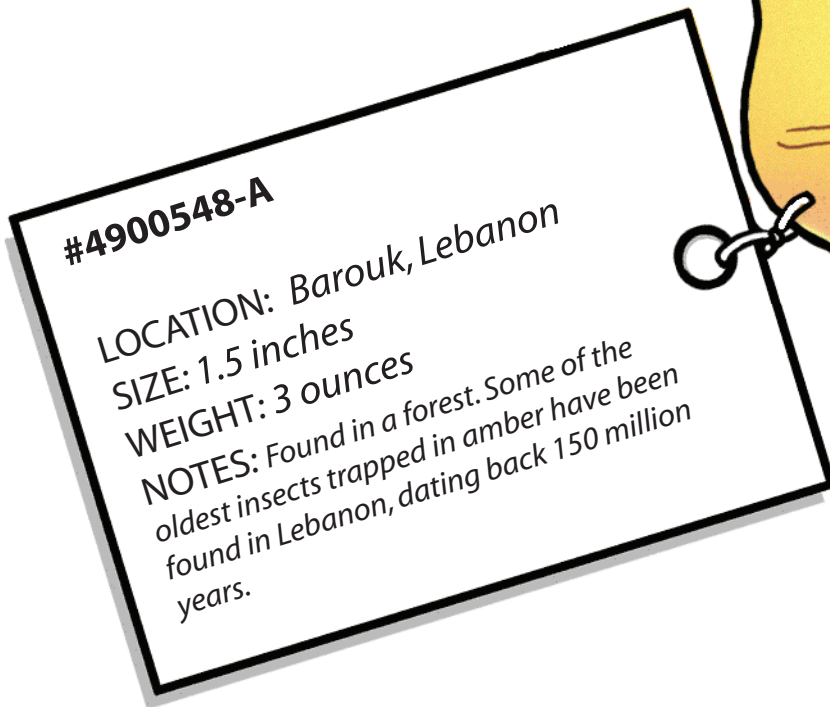 #4900548-A
LOCATION: Barouk, Lebanon
SIZE: 1.5 inches
WEIGHT: 3 ounces
NOTES: Found in a forest. Some of the
oldest insects trapped in amber have been
found in Lebanon, dating back 150 million
years.